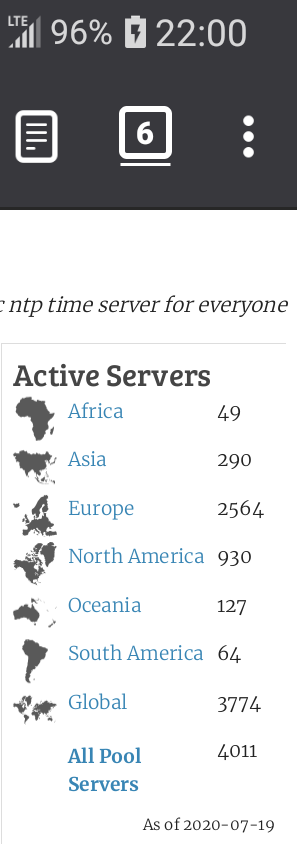 LTE 96% 22:00
6
ntp time server for everyone
Active Servers
Africa 49
Asia 290
Europe 2564
North America 930
Oceania 127
South America 64
Global 3774
All Pool 4011
Servers
As of 2020-07-19